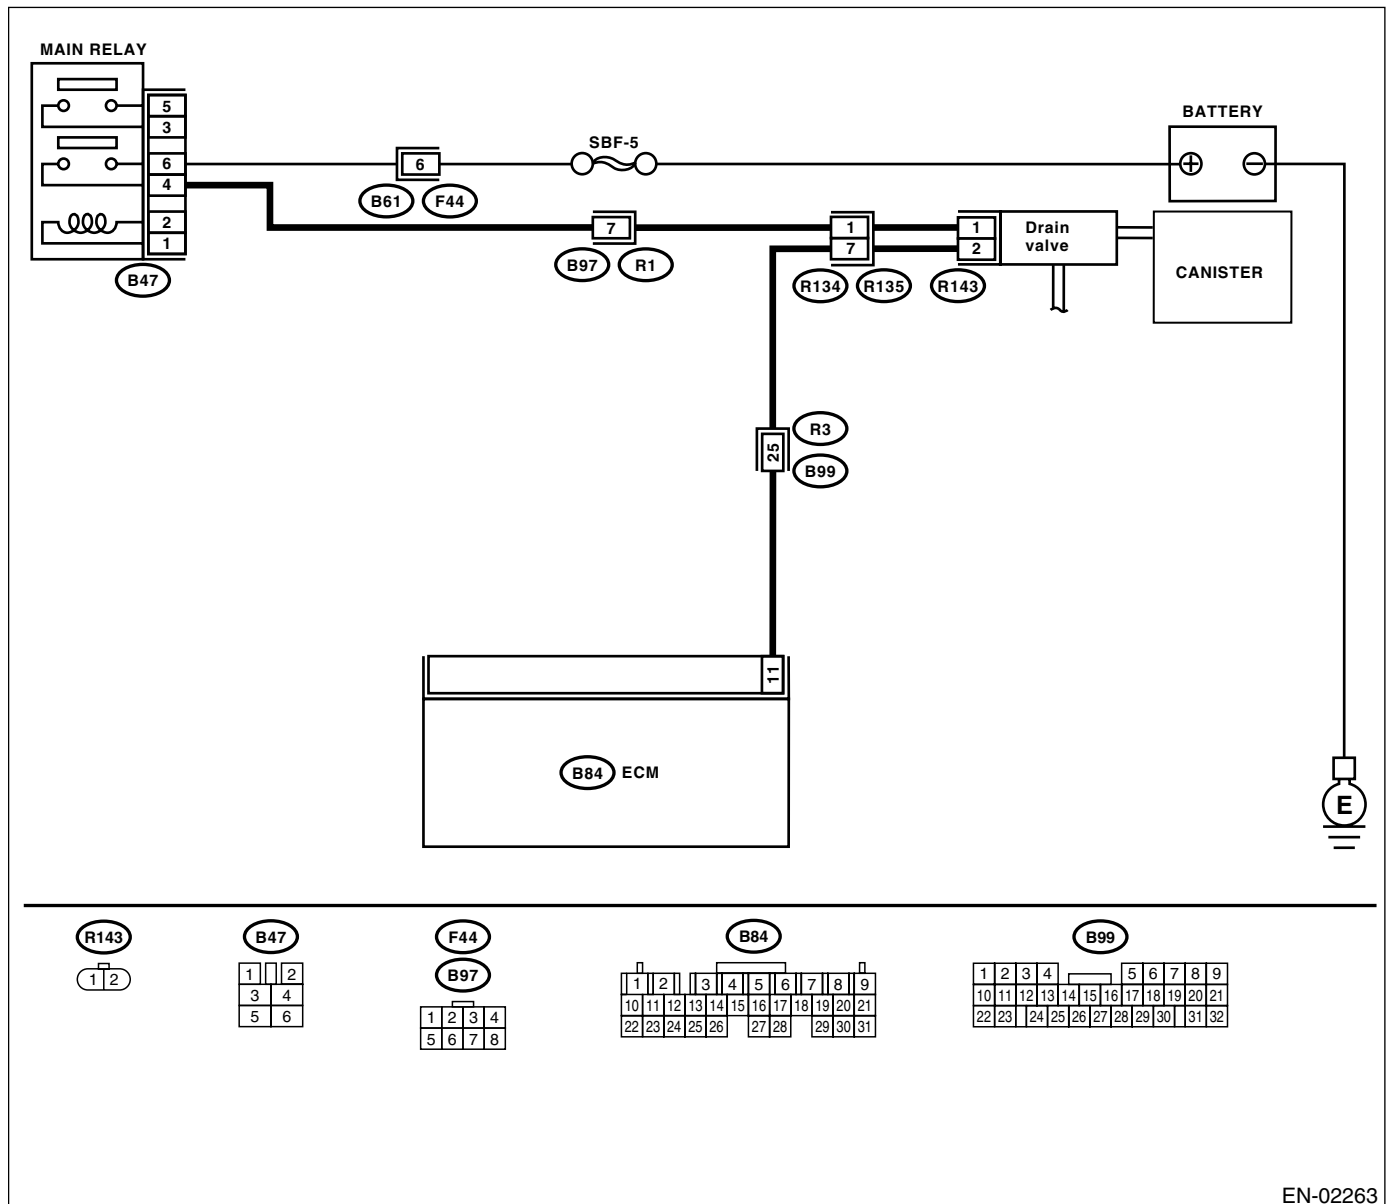 MAIN RELAY
BATTERY
SBF-5
5
3
6
4
2
1
6
B61 F44
7
B97 R1
B47
1
7
R134 R135
1
2
R143
Drain
valve
CANISTER
R3
25
B99
11
B84 ECM
E
R143
1 2
B47
1 2
3 4
5 6
F44
B97
1 2 3 4
5 6 7 8
B84
1 2 3 4 5 6 7 8 9
10 11 12 13 14 15 16 17 18 19 20 21
22 23 24 25 26 27 28 29 30 31
B99
1 2 3 4 5 6 7 8 9
10 11 12 13 14 15 16 17 18 19 20 21
22 23 24 25 26 27 28 29 30 31 32
EN-02263